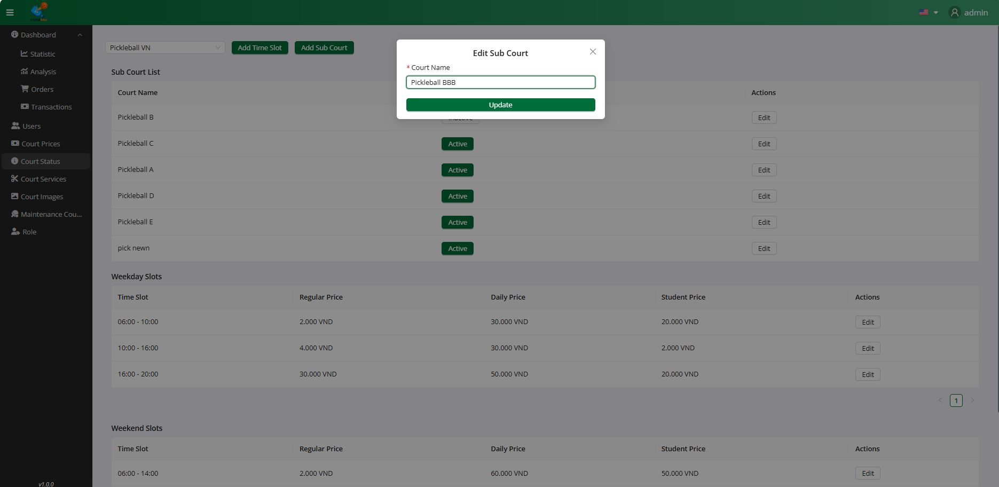 admin
Dashboard
Statistic
Analysis
Orders
Transactions
Users
Court Prices
Court Status
Court Services
Court Images
Maintenance Cou...
Role
v1.0.0
Pickleball VN
Add Time Slot
Add Sub Court
Edit Sub Court
* Court Name
Pickleball BBB
Update
Sub Court List
Court Name Actions
Pickleball B Inactive Edit
Pickleball C Active Edit
Pickleball A Active Edit
Pickleball D Active Edit
Pickleball E Active Edit
pick newn Active Edit
Weekday Slots
Time Slot Regular Price Daily Price Student Price Actions
06:00 - 10:00 2.000 VND 30.000 VND 20.000 VND Edit
10:00 - 16:00 4.000 VND 30.000 VND 2.000 VND Edit
16:00 - 20:00 30.000 VND 50.000 VND 20.000 VND Edit
1
Weekend Slots
Time Slot Regular Price Daily Price Student Price Actions
06:00 - 14:00 2.000 VND 60.000 VND 50.000 VND Edit